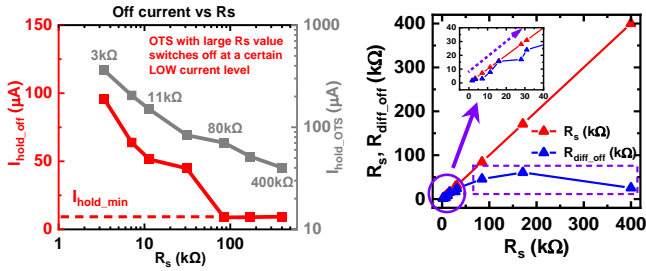 Off current vs Rs
150
100
50
0
I_hold_off (μA)
1
10
100
R_s (kΩ)
1000
100
10
I_hold_OTS (μA)
OTS with large Rs value
switches off at a certain
LOW current level
3kΩ
11kΩ
80kΩ
400kΩ
I_hold_min
400
300
200
100
0
R_s, R_diff_off (kΩ)
0
100
200
300
400
R_s (kΩ)
40
30
20
10
0
0
10
20
30
40
R_s (kΩ)
R_diff_off (kΩ)